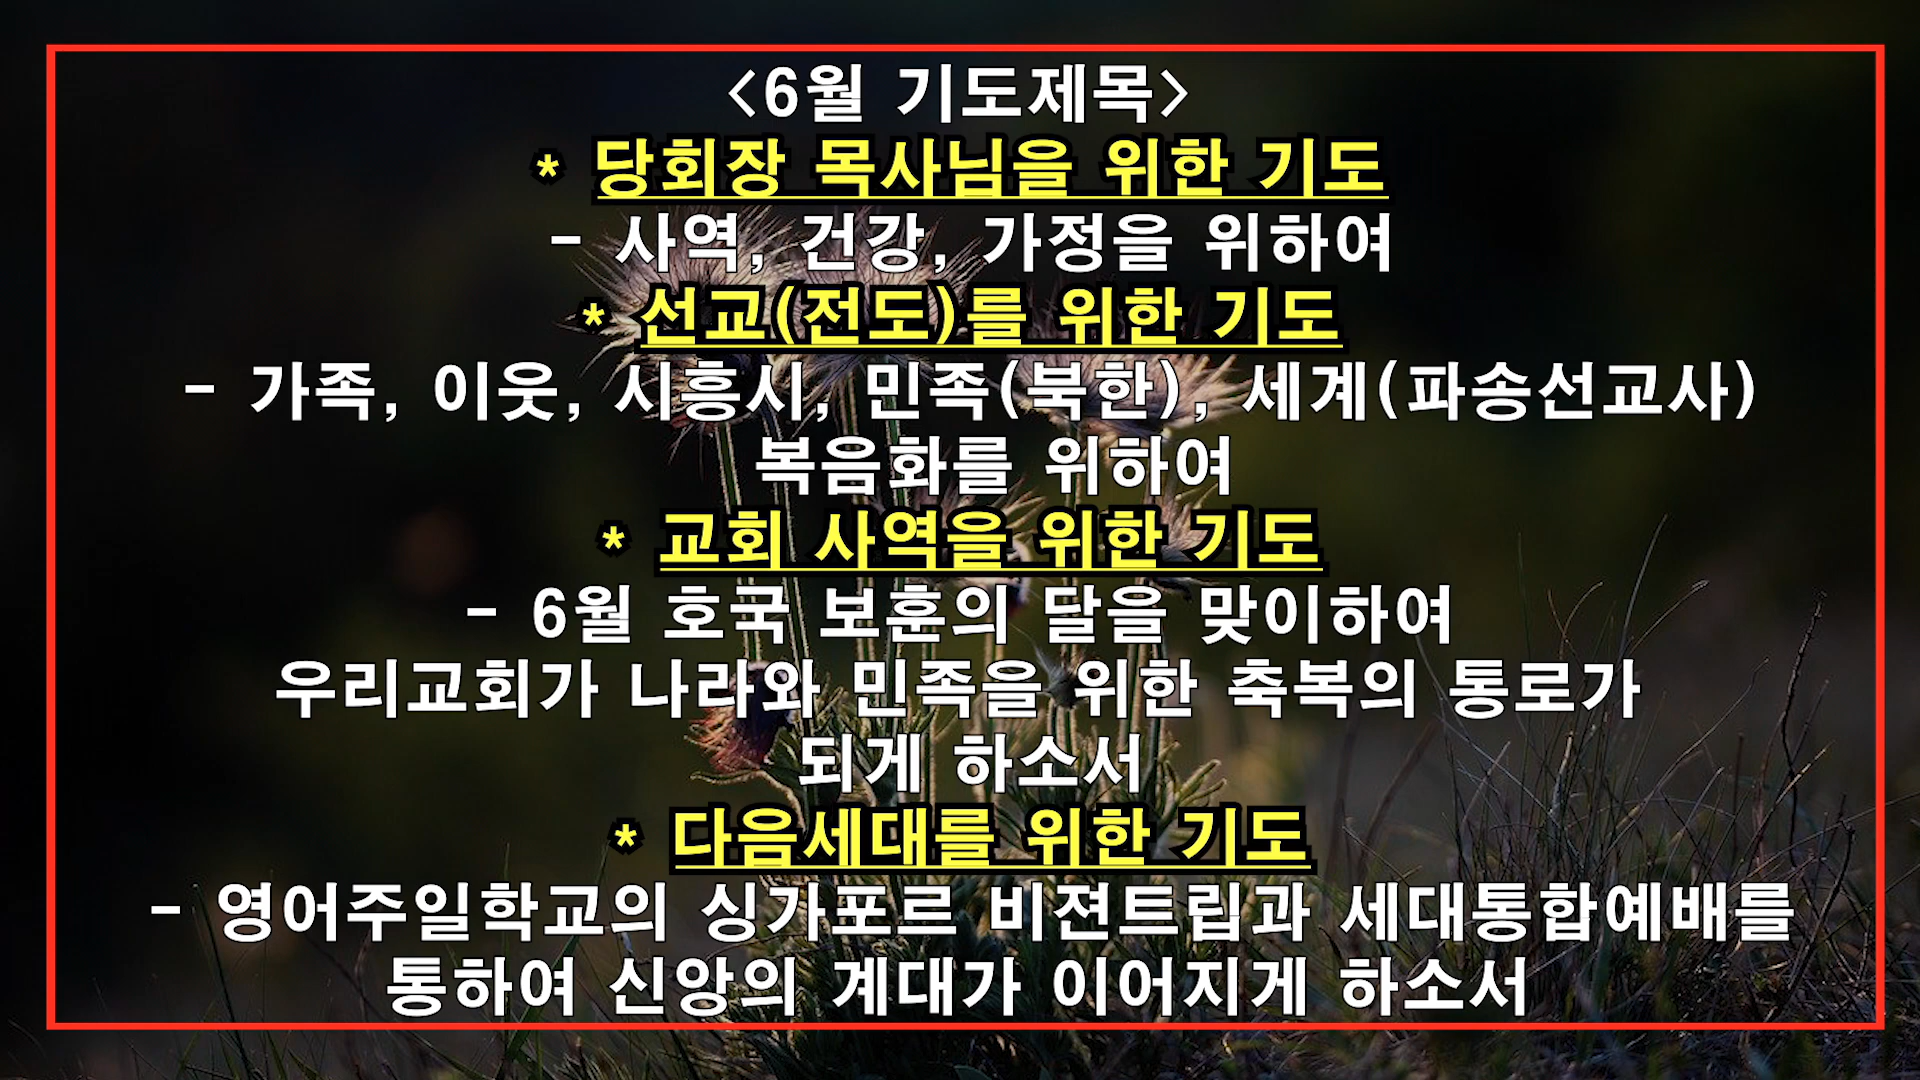 <6월 기도제목>
* 당회장 목사님을 위한 기도
- 사역, 건강, 가정을 위하여
* 선교(전도)를 위한 기도
- 가족, 이웃, 시흥시, 민족(북한), 세계(파송선교사)
복음화를 위하여
* 교회 사역을 위한 기도
- 6월 호국 보훈의 달을 맞이하여
우리교회가 나라와 민족을 위한 축복의 통로가
되게 하소서
* 다음세대를 위한 기도
- 영어주일학교의 싱가포르 비젼트립과 세대통합예배를
통하여 신앙의 계대가 이어지게 하소서